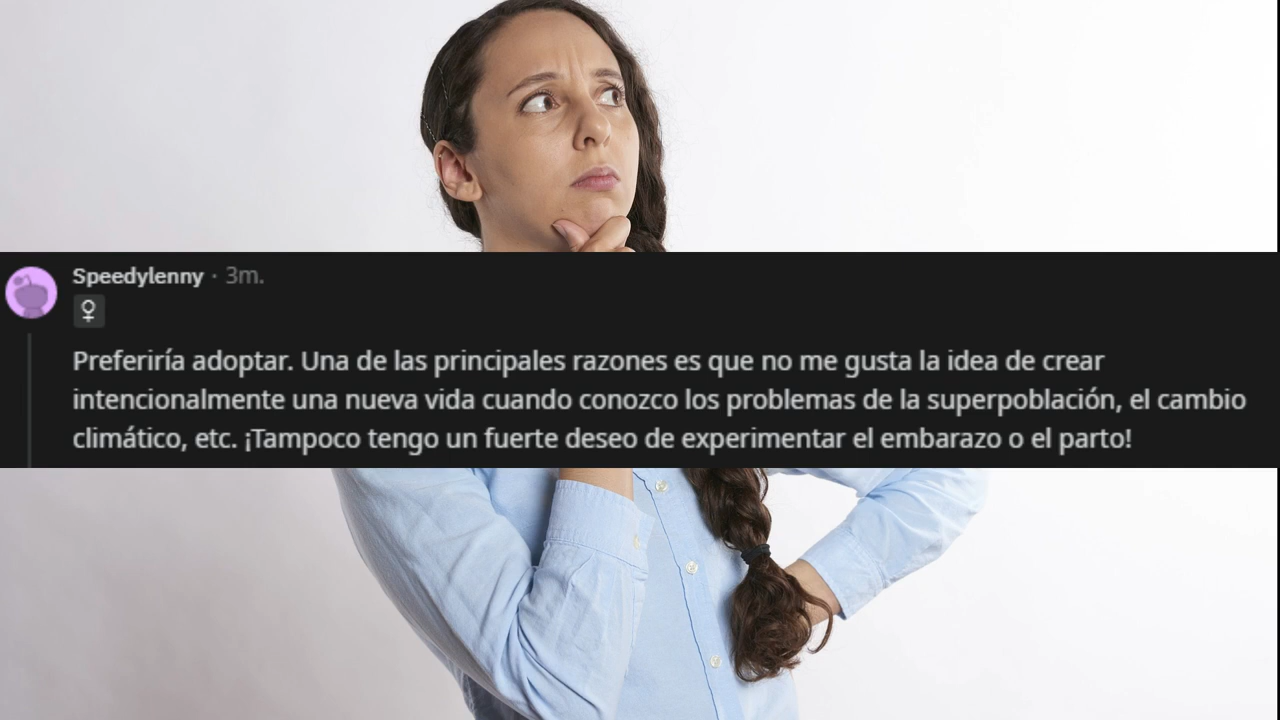 Speedylenny · 3m.
♀
Preferiría adoptar. Una de las principales razones es que no me gusta la idea de crear
intencionalmente una nueva vida cuando conozco los problemas de la superpoblación, el cambio
climático, etc. ¡Tampoco tengo un fuerte deseo de experimentar el embarazo o el parto!